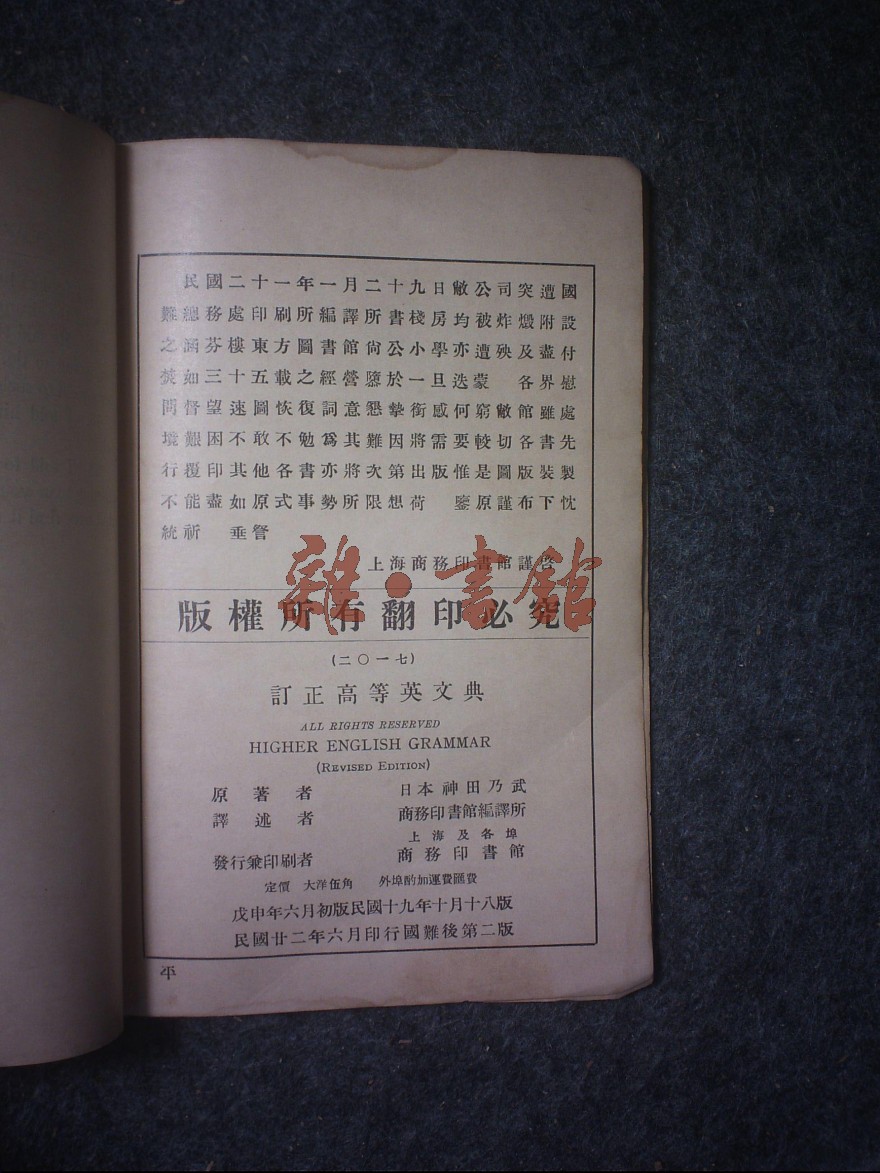 民國二十一年一月二十九日敝公司突遭國
難總務處印刷所編譯所書棧房均被炸燬附設
之涵芬樓東方圖書館尙公小學亦遭殃及盡付
焚如三十五載之經營隳於一旦迭蒙 各界慰
問督望速圖恢復詞意懇摯銜感何窮敝館雖處
境艱困不敢不勉爲其難因將需要較切各書先
行覆印其他各書亦將次第出版惟是圖版裝製
不能盡如原式事勢所限想荷 鑒原謹布下忱
統祈 垂詧
上海商務印書館謹啓
雜·書館
版權所有翻印必究
(二〇一七)
訂正高等英文典
ALL RIGHTS RESERVED
HIGHER ENGLISH GRAMMAR
(REVISED EDITION)
原著者 日本神田乃武
譯述者 商務印書館編譯所
上海及各埠
發行兼印刷者 商務印書館
定價 大洋伍角 外埠酌加運費匯費
戊申年六月初版民國十九年十月十八版
民國廿二年六月印行國難後第二版
平